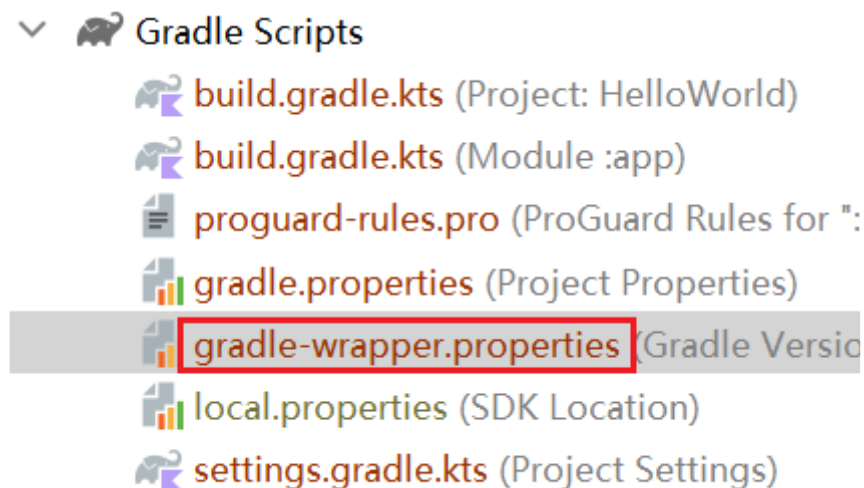 Gradle Scripts
build.gradle.kts (Project: HelloWorld)
build.gradle.kts (Module :app)
proguard-rules.pro (ProGuard Rules for ":
gradle.properties (Project Properties)
gradle-wrapper.properties (Gradle Versio
local.properties (SDK Location)
settings.gradle.kts (Project Settings)